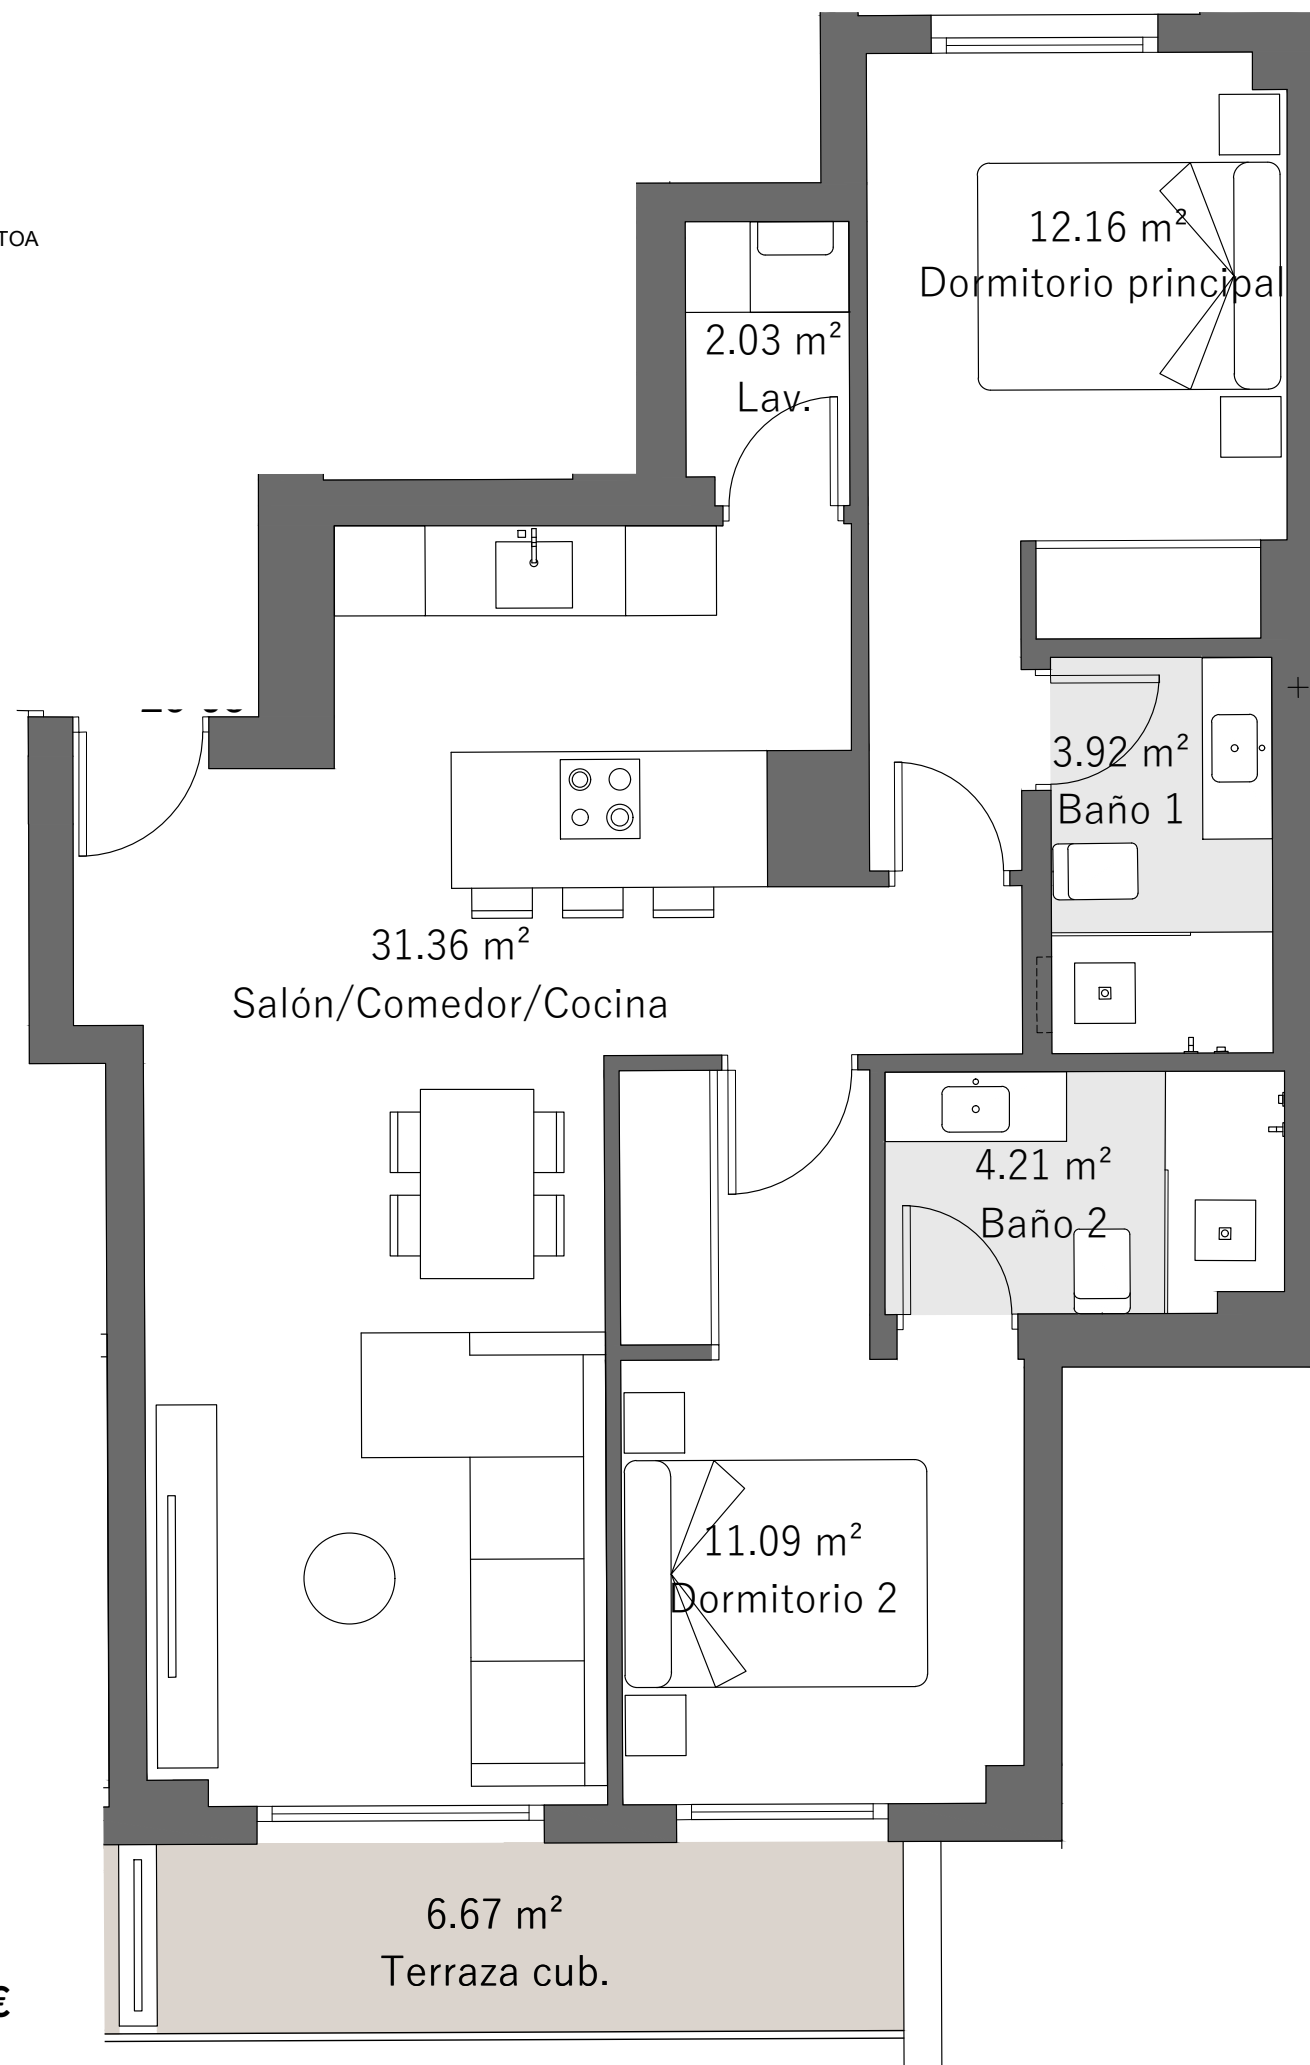 TOA
12.16 m²
Dormitorio principal
2.03 m²
Lav.
3.92 m²
Baño 1
31.36 m²
Salón/Comedor/Cocina
4.21 m²
Baño 2
11.09 m²
Dormitorio 2
6.67 m²
Terraza cub.
€